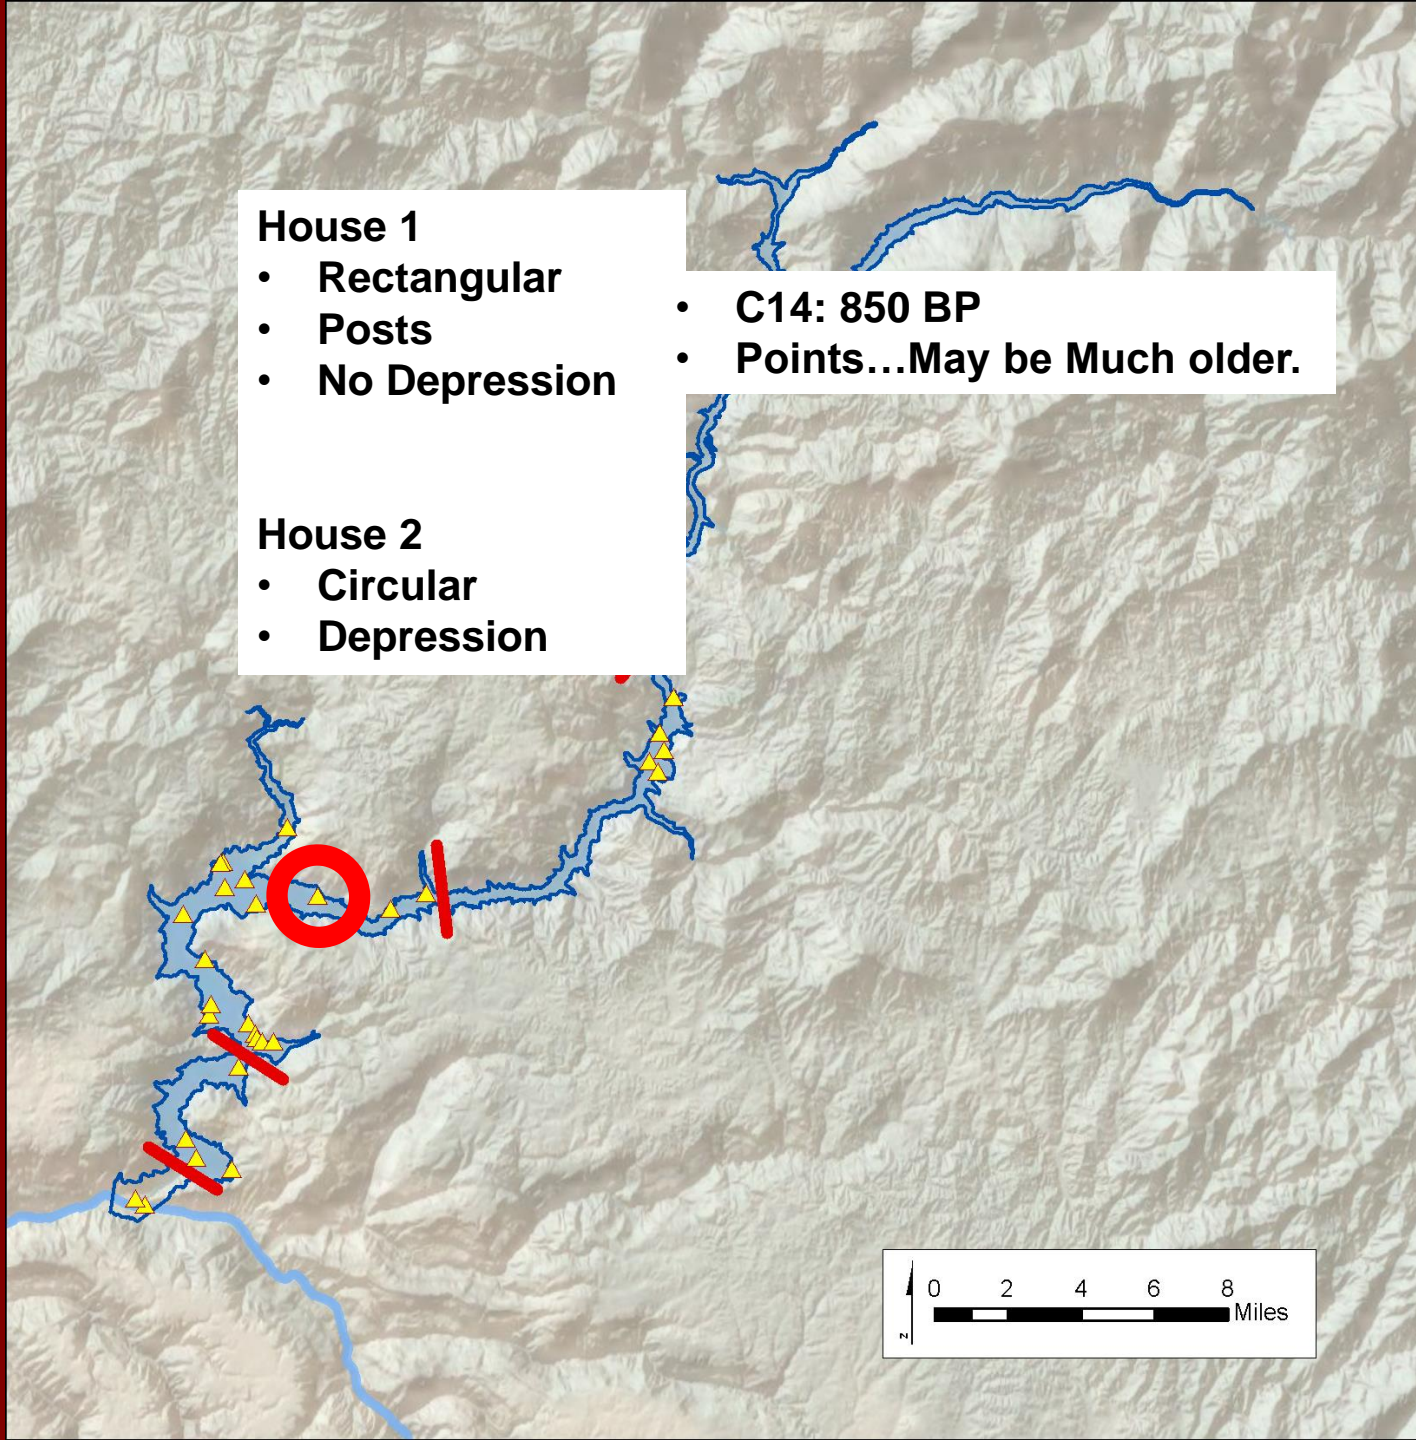 House 1
• Rectangular
• Posts
• No Depression
House 2
• Circular
• Depression
• C14: 850 BP
• Points…May be Much older.
0 2 4 6 8
Miles
N